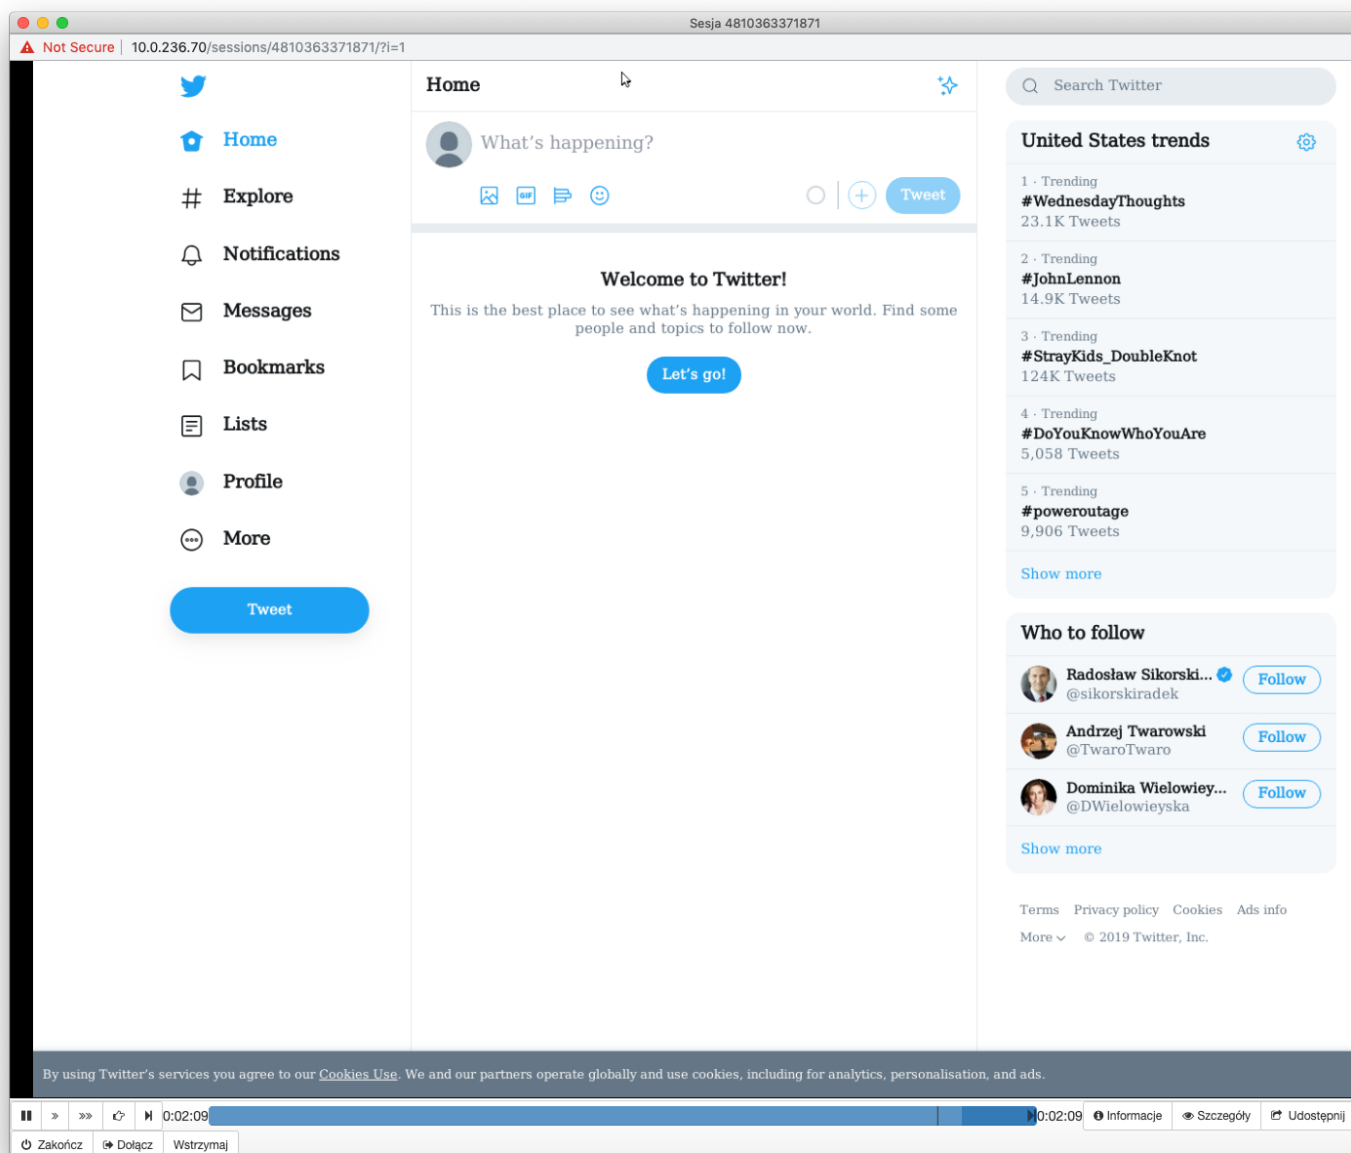 Sesja 4810363371871
Not Secure | 10.0.236.70/sessions/4810363371871/?i=1
Home
Explore
Notifications
Messages
Bookmarks
Lists
Profile
More
Tweet
Home
What's happening?
GIF
Tweet
Welcome to Twitter!
This is the best place to see what's happening in your world. Find some
people and topics to follow now.
Let's go!
Search Twitter
United States trends
1 · Trending
#WednesdayThoughts
23.1K Tweets
2 · Trending
#JohnLennon
14.9K Tweets
3 · Trending
#StrayKids_DoubleKnot
124K Tweets
4 · Trending
#DoYouKnowWhoYouAre
5,058 Tweets
5 · Trending
#poweroutage
9,906 Tweets
Show more
Who to follow
Radosław Sikorski...
@sikorskiradek
Follow
Andrzej Twarowski
@TwaroTwaro
Follow
Dominika Wielowiey...
@DWielowieyska
Follow
Show more
Terms Privacy policy Cookies Ads info
More © 2019 Twitter, Inc.
By using Twitter's services you agree to our Cookies Use. We and our partners operate globally and use cookies, including for analytics, personalisation, and ads.
0:02:09 0:02:09 Informacje Szczegóły Udostępnij
Zakończ Dołącz Wstrzymaj